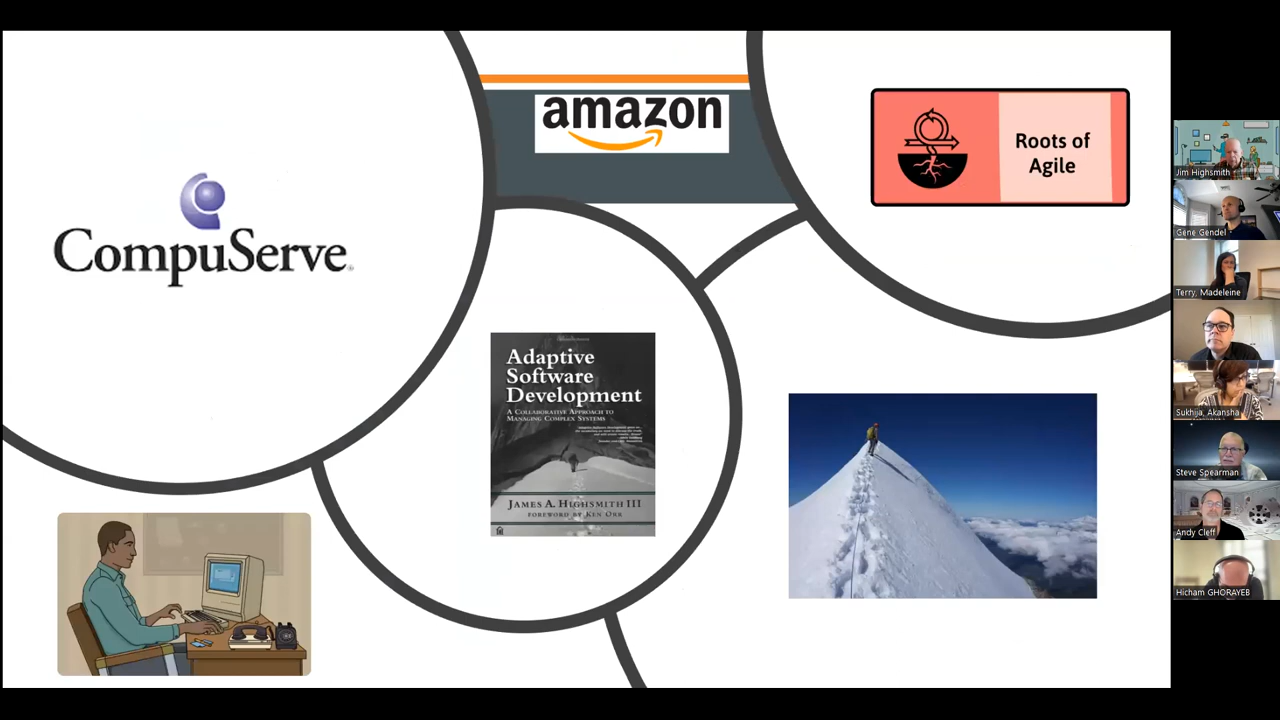 CompuServe
amazon
Roots of
Agile
Adaptive
Software
Development
A Collaborative Approach to
Managing Complex Systems
James A. Highsmith III
Foreword by Ken Orr
Jim Highsmith
Gene Gendel
Terry, Madeleine
Sukhija, Akansha
Steve Spearman
Andy Cleff
Hicham GHORAYEB